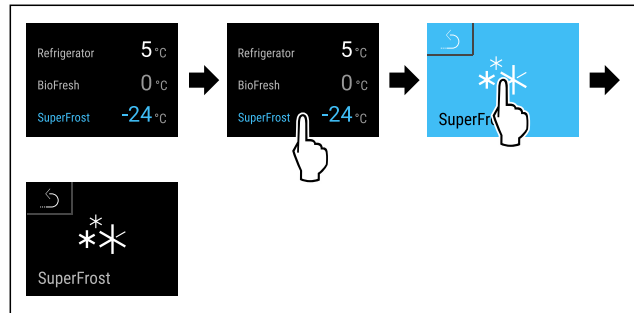 Refrigerator 5 °C
BioFresh 0 °C
SuperFrost -24 °C
Refrigerator 5 °C
BioFresh 0 °C
SuperFrost -24 °C
SuperFr
SuperFrost